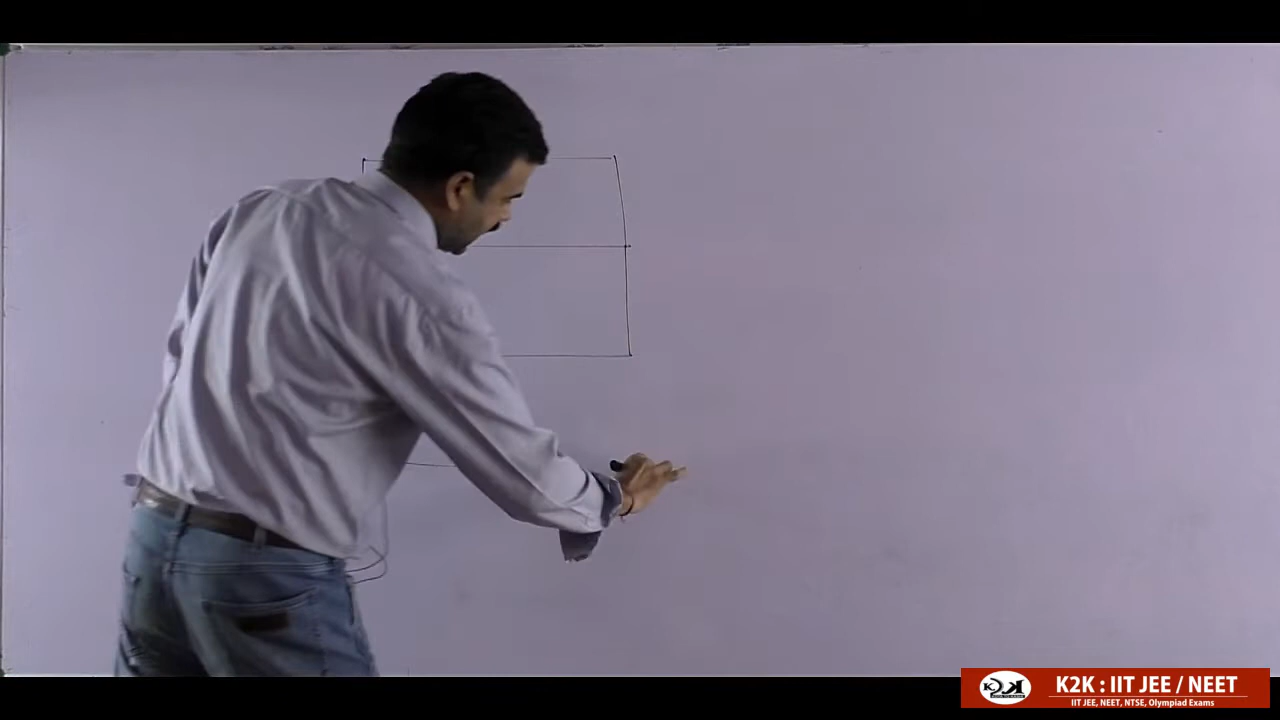 K2K : IIT JEE / NEET
IIT JEE, NEET, NTSE, Olympiad Exams